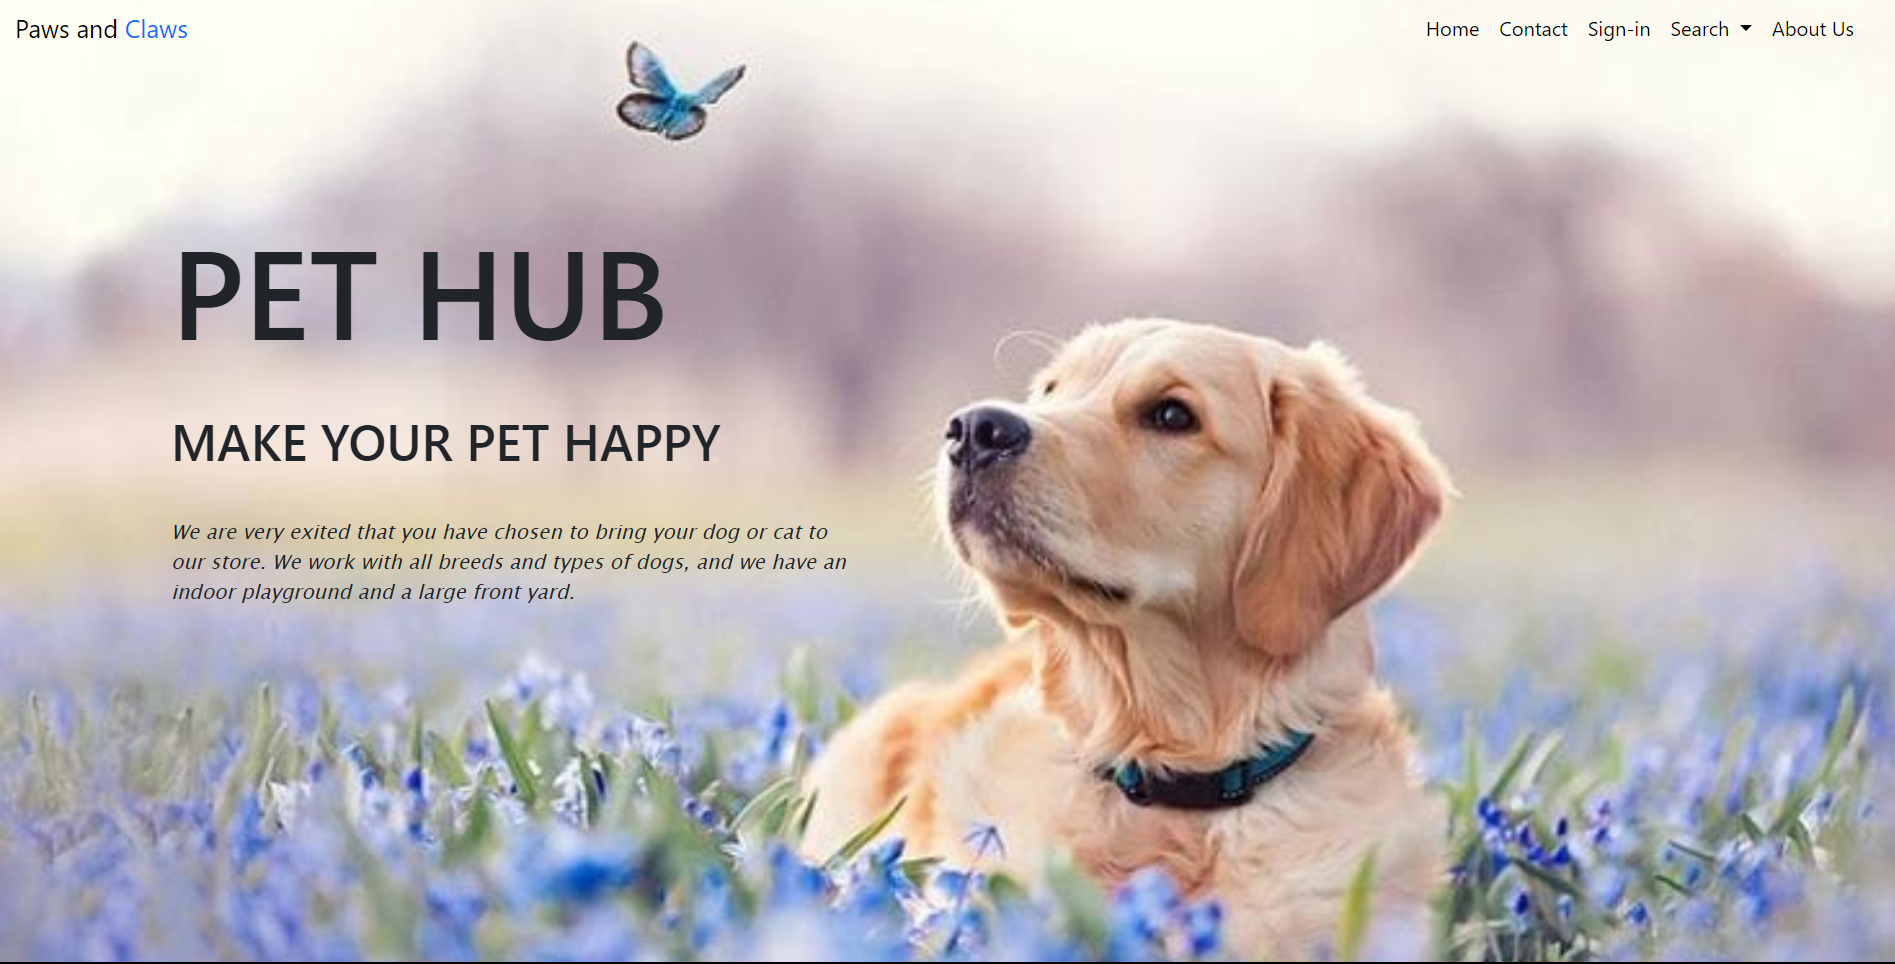 Paws and Claws
Home Contact Sign-in Search About Us
PET HUB
MAKE YOUR PET HAPPY
We are very exited that you have chosen to bring your dog or cat to
our store. We work with all breeds and types of dogs, and we have an
indoor playground and a large front yard.